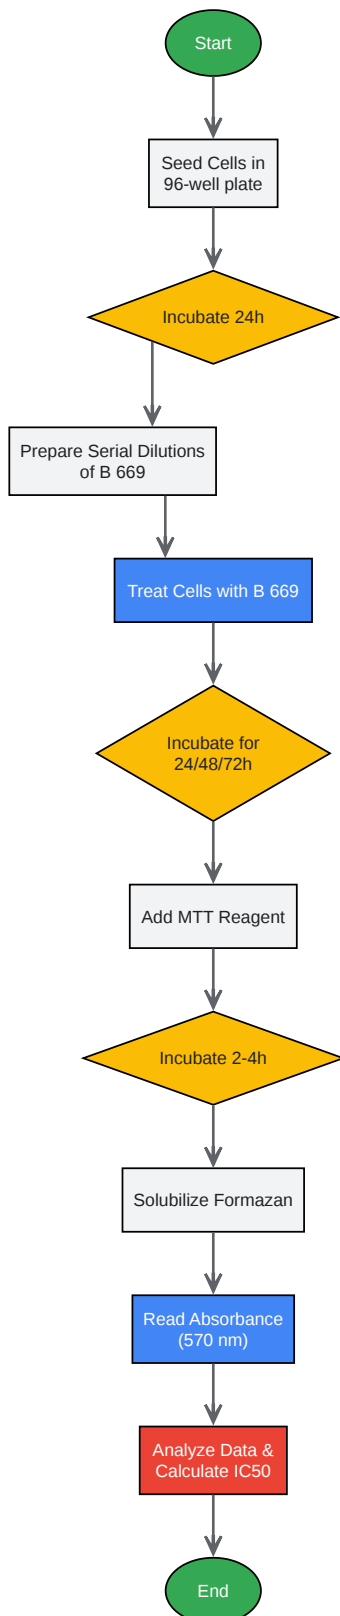 Start
Seed Cells in
96-well plate
Incubate 24h
Prepare Serial Dilutions
of B 669
Treat Cells with B 669
Incubate for
24/48/72h
Add MTT Reagent
Incubate 2-4h
Solubilize Formazan
Read Absorbance
(570 nm)
Analyze Data &
Calculate IC50
End